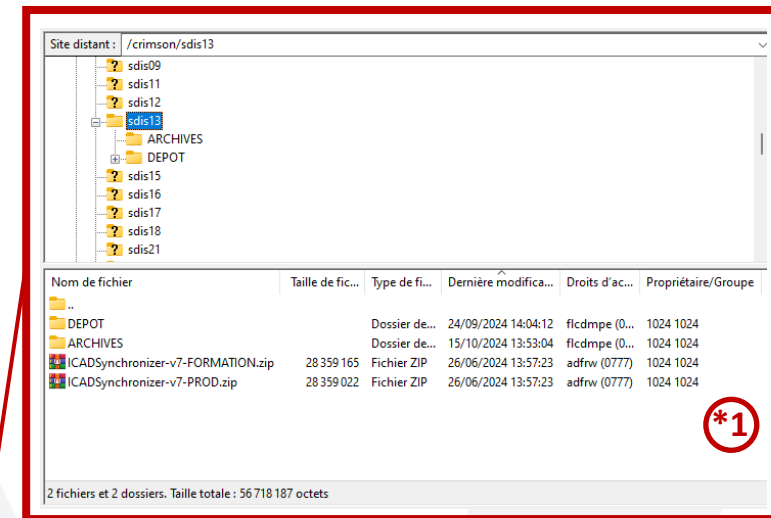 Site distant : /crimson/sdis13
sdis09
sdis11
sdis12
sdis13
ARCHIVES
DEPOT
sdis15
sdis16
sdis17
sdis18
sdis21
Nom de fichier Taille de fic... Type de fi... Dernière modifica... Droits d'ac... Propriétaire/Groupe
..
DEPOT Dossier de... 24/09/2024 14:04:12 flcdmpe (0... 1024 1024
ARCHIVES Dossier de... 15/10/2024 13:53:04 flcdmpe (0... 1024 1024
ICADSynchronizer-v7-FORMATION.zip 28 359 165 Fichier ZIP 26/06/2024 13:57:23 adfrw (0777) 1024 1024
ICADSynchronizer-v7-PROD.zip 28 359 022 Fichier ZIP 26/06/2024 13:57:23 adfrw (0777) 1024 1024
*1
2 fichiers et 2 dossiers. Taille totale : 56 718 187 octets